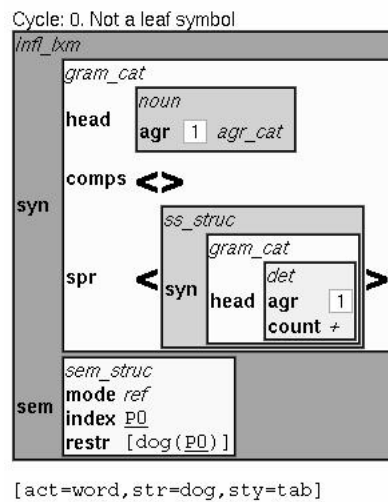 Cycle: 0. Not a leaf symbol
infl_lxm
gram_cat
noun
head
agr 1 agr_cat
comps < >
ss_struc
gram_cat
syn
det
spr < syn head agr 1 >
count +
sem_struc
mode ref
sem index P0
restr [dog(P0)]
[act=word,str=dog,sty=tab]